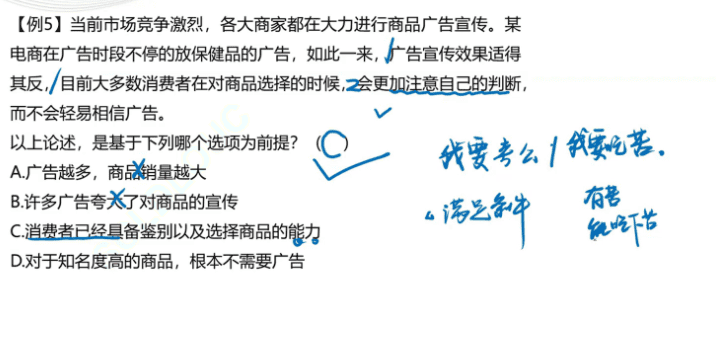 【例5】当前市场竞争激烈，各大商家都在大力进行商品广告宣传。某
电商在广告时段不停的放保健品的广告，如此一来，广告宣传效果适得
其反，目前大多数消费者在对商品选择的时候，会更加注意自己的判断，
而不会轻易相信广告。
以上论述，是基于下列哪个选项为前提？（C）
A.广告越多，商品销量越大
B.许多广告夸大了对商品的宣传
C.消费者已经具备鉴别以及选择商品的能力
D.对于知名度高的商品，根本不需要广告
我要考公/我要吃苦。
满足条件
有苦
能吃下苦